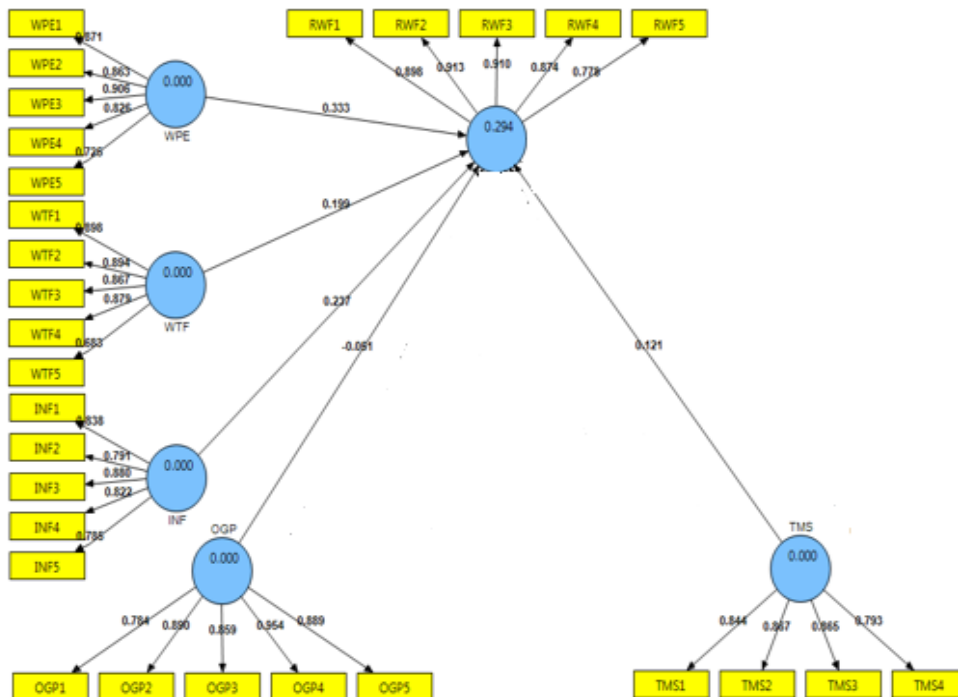 WPE1
WPE2
WPE3
WPE4
WPE5
0.871
0.863
0.906
0.826
0.726
0.000
WPE
RWF1
RWF2
RWF3
RWF4
RWF5
0.898
0.913
0.910
0.874
0.778
0.294
0.333
WTF1
WTF2
WTF3
WTF4
WTF5
0.898
0.894
0.867
0.879
0.683
0.000
WTF
0.199
INF1
INF2
INF3
INF4
INF5
0.838
0.791
0.880
0.822
0.785
0.000
INF
0.237
-0.051
0.121
OGP
0.000
0.784
0.890
0.859
0.954
0.889
OGP1
OGP2
OGP3
OGP4
OGP5
TMS
0.000
0.844
0.867
0.865
0.793
TMS1
TMS2
TMS3
TMS4